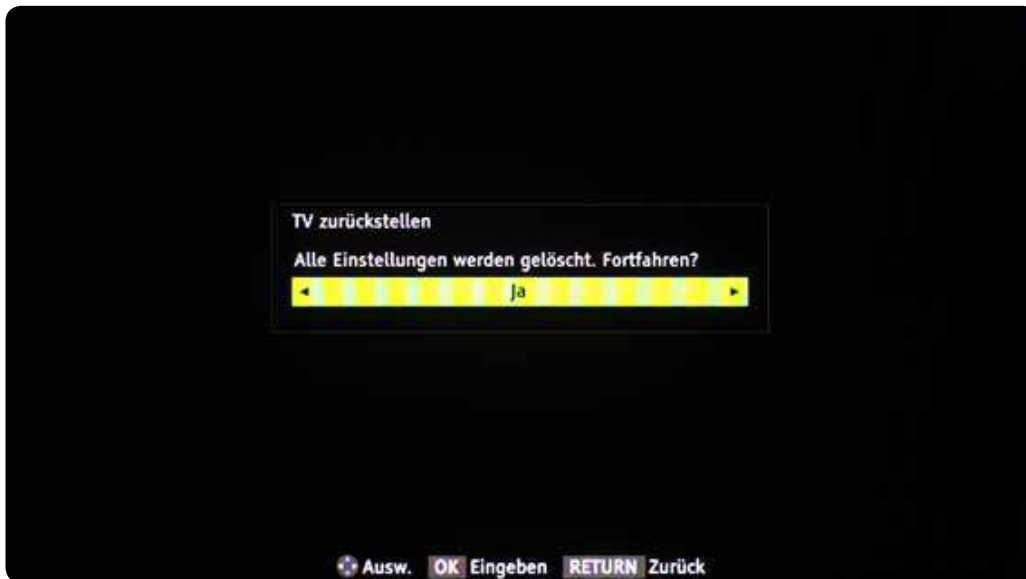 TV zurückstellen
Alle Einstellungen werden gelöscht. Fortfahren?
Ja
Ausw. OK Eingeben RETURN Zurück